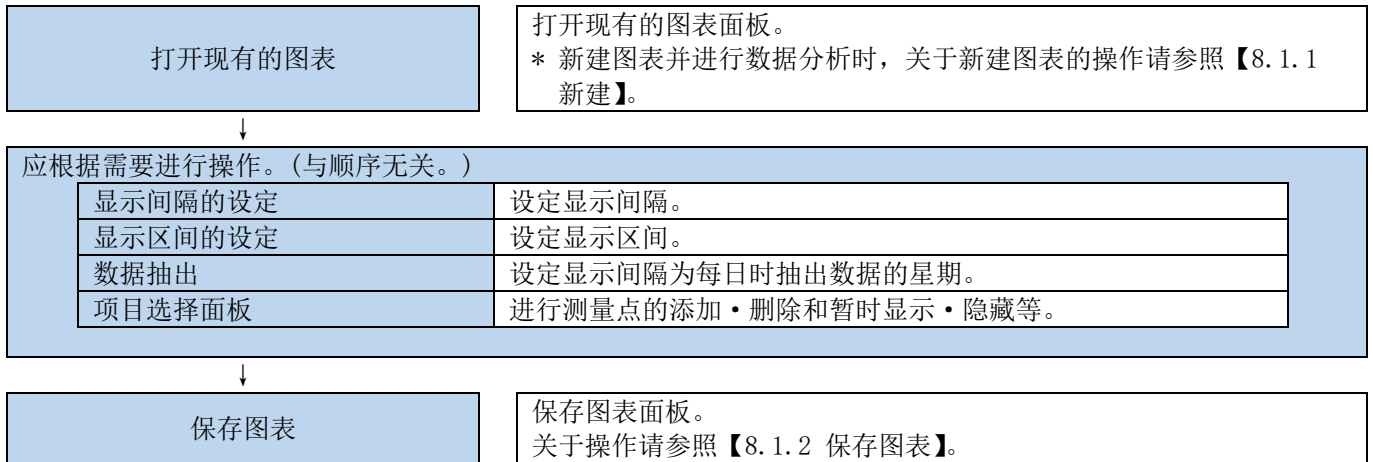 打开现有的图表
打开现有的图表面板。
* 新建图表并进行数据分析时，关于新建图表的操作请参照【8.1.1
新建】。
↓
应根据需要进行操作。(与顺序无关。)
显示间隔的设定 设定显示间隔。
显示区间的设定 设定显示区间。
数据抽出 设定显示间隔为每日时抽出数据的星期。
项目选择面板 进行测量点的添加・删除和暂时显示・隐藏等。
↓
保存图表
保存图表面板。
关于操作请参照【8.1.2 保存图表】。